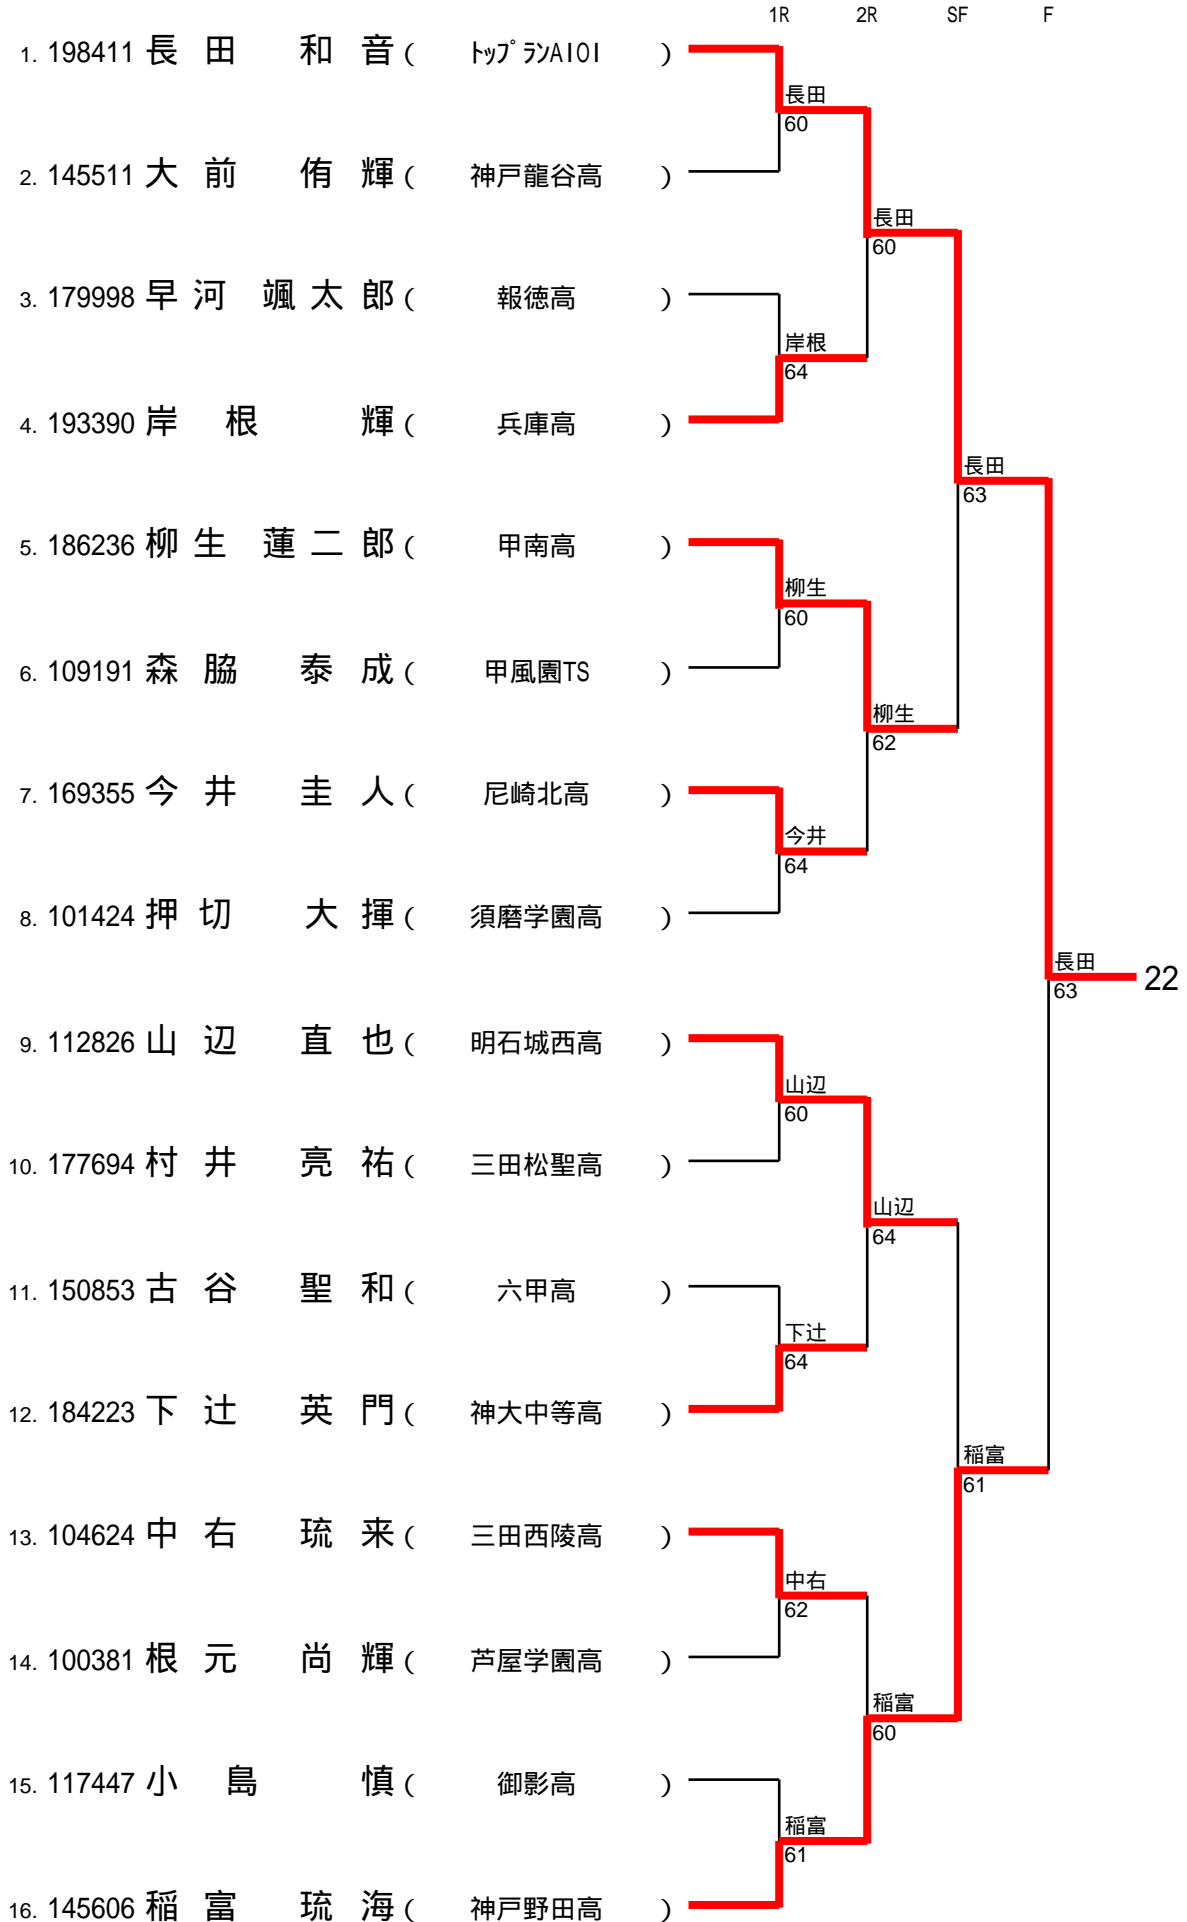 1R 2R SF F
1. 198411 長田 和音 ( トップランAIOI )
長田
60
2. 145511 大前 侑輝 ( 神戸龍谷高 )
長田
60
3. 179998 早河 颯太郎 ( 報徳高 )
岸根
64
4. 193390 岸根 輝 ( 兵庫高 )
長田
63
5. 186236 柳生 蓮二郎 ( 甲南高 )
柳生
60
6. 109191 森脇 泰成 ( 甲風園TS )
柳生
62
7. 169355 今井 圭人 ( 尼崎北高 )
今井
64
8. 101424 押切 大揮 ( 須磨学園高 )
長田
63 22
9. 112826 山辺 直也 ( 明石城西高 )
山辺
60
10. 177694 村井 亮祐 ( 三田松聖高 )
山辺
64
11. 150853 古谷 聖和 ( 六甲高 )
下辻
64
12. 184223 下辻 英門 ( 神大中等高 )
稲富
61
13. 104624 中右 琉来 ( 三田西陵高 )
中右
62
14. 100381 根元 尚輝 ( 芦屋学園高 )
稲富
60
15. 117447 小島 慎 ( 御影高 )
稲富
61
16. 145606 稲富 琉海 ( 神戸野田高 )